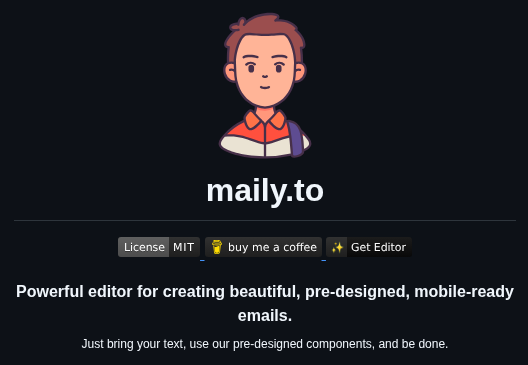 maily.to
License MIT buy me a coffee ✨ Get Editor
Powerful editor for creating beautiful, pre-designed, mobile-ready
emails.
Just bring your text, use our pre-designed components, and be done.